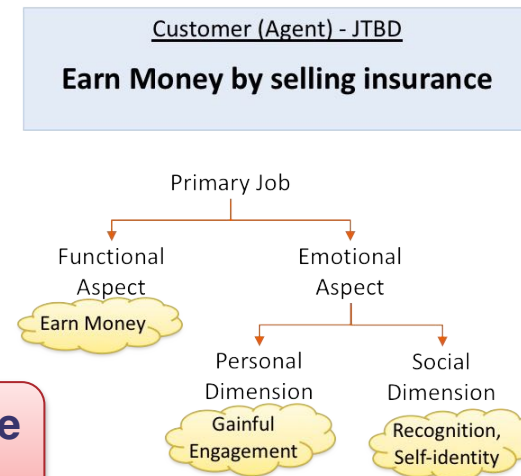 Customer (Agent) - JTBD
Earn Money by selling insurance
Primary Job
Functional
Aspect
Emotional
Aspect
Earn Money
Personal
Dimension
Social
Dimension
Gainful
Engagement
Recognition,
Self-identity
e